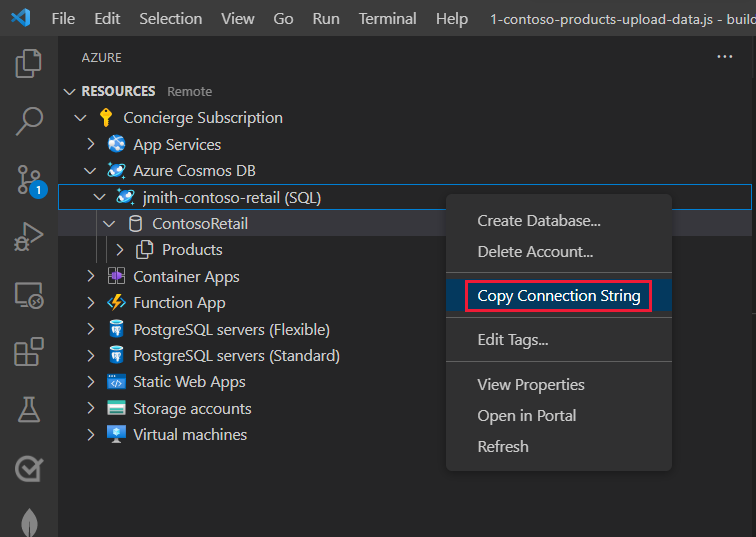 File Edit Selection View Go Run Terminal Help 1-contoso-products-upload-data.js - build
AZURE ...
RESOURCES Remote
Concierge Subscription
App Services
Azure Cosmos DB
jmith-contoso-retail (SQL)
ContosoRetail
Products
Container Apps
Function App
PostgreSQL servers (Flexible)
PostgreSQL servers (Standard)
Static Web Apps
Storage accounts
Virtual machines
1
Create Database...
Delete Account...
Copy Connection String
Edit Tags...
View Properties
Open in Portal
Refresh